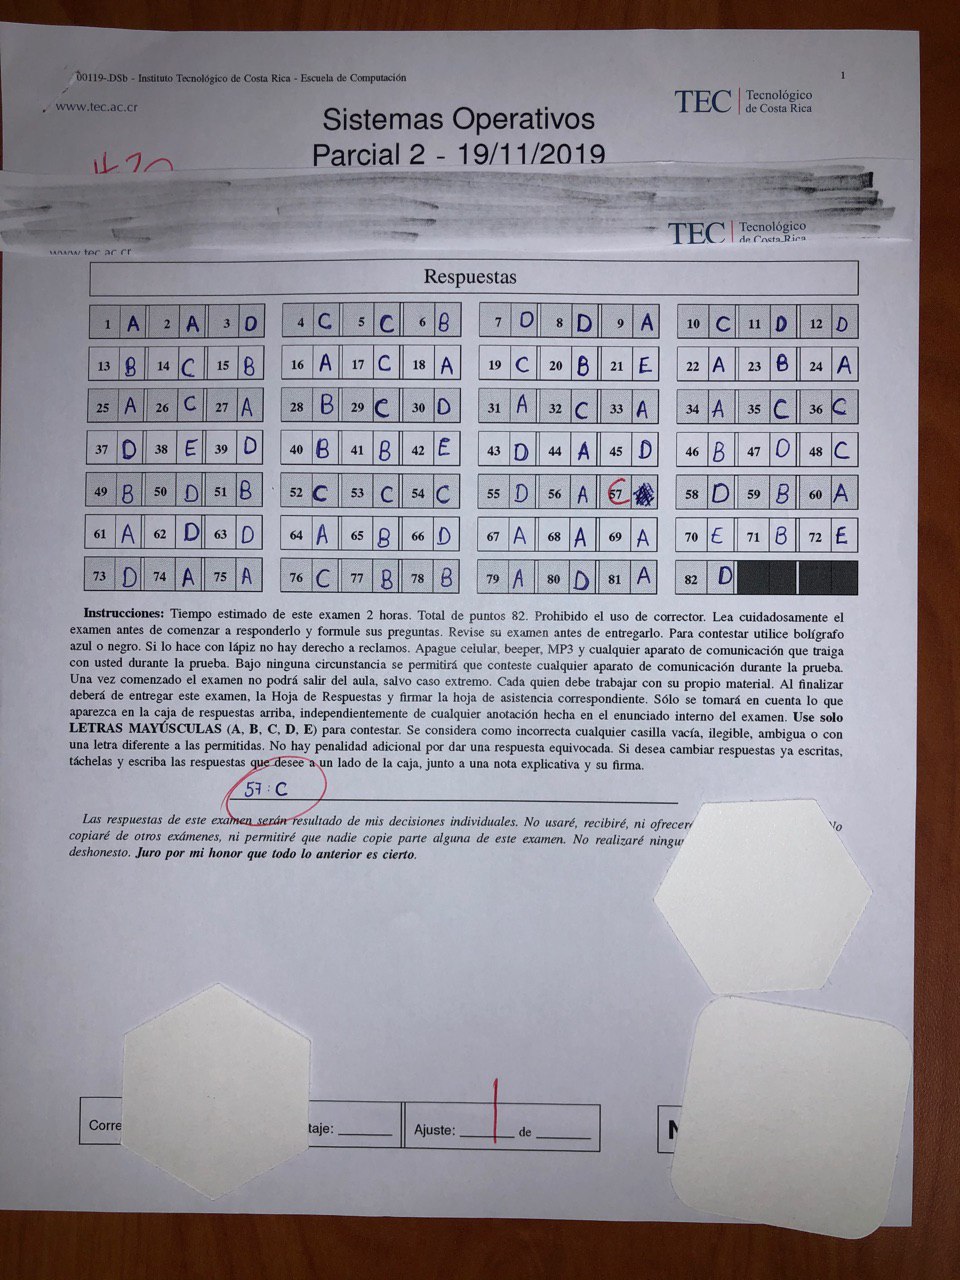 00119-.DSb - Instituto Tecnológico de Costa Rica - Escuela de Computación 1
www.tec.ac.cr
TEC | Tecnológico de Costa Rica
Sistemas Operativos
Parcial 2 - 19/11/2019
TEC | Tecnológico
de Costa Rica
www.tec.ac.cr
Respuestas
1 A 2 A 3 D 4 C 5 C 6 B 7 D 8 D 9 A 10 C 11 D 12 D
13 B 14 C 15 B 16 A 17 C 18 A 19 C 20 B 21 E 22 A 23 B 24 A
25 A 26 C 27 A 28 B 29 C 30 D 31 A 32 C 33 A 34 A 35 C 36 C
37 D 38 E 39 D 40 B 41 B 42 E 43 D 44 A 45 D 46 B 47 D 48 C
49 B 50 D 51 B 52 C 53 C 54 C 55 D 56 A 57 C 58 D 59 B 60 A
61 A 62 D 63 D 64 A 65 B 66 D 67 A 68 A 69 A 70 E 71 B 72 E
73 D 74 A 75 A 76 C 77 B 78 B 79 A 80 D 81 A 82 D
Instrucciones: Tiempo estimado de este examen 2 horas. Total de puntos 82. Prohibido el uso de corrector. Lea cuidadosamente el
examen antes de comenzar a responderlo y formule sus preguntas. Revise su examen antes de entregarlo. Para contestar utilice bolígrafo
azul o negro. Si lo hace con lápiz no hay derecho a reclamos. Apague celular, beeper, MP3 y cualquier aparato de comunicación que traiga
con usted durante la prueba. Bajo ninguna circunstancia se permitirá que conteste cualquier aparato de comunicación durante la prueba.
Una vez comenzado el examen no podrá salir del aula, salvo caso extremo. Cada quien debe trabajar con su propio material. Al finalizar
deberá de entregar este examen, la Hoja de Respuestas y firmar la hoja de asistencia correspondiente. Sólo se tomará en cuenta lo que
aparezca en la caja de respuestas arriba, independientemente de cualquier anotación hecha en el enunciado interno del examen. Use solo
LETRAS MAYÚSCULAS (A, B, C, D, E) para contestar. Se considera como incorrecta cualquier casilla vacía, ilegible, ambigua o con
una letra diferente a las permitidas. No hay penalidad adicional por dar una respuesta equivocada. Si desea cambiar respuestas ya escritas,
táchelas y escriba las respuestas que desee a un lado de la caja, junto a una nota explicativa y su firma.
57: C
Las respuestas de este examen serán resultado de mis decisiones individuales. No usaré, recibiré, ni ofreceré No
copiaré de otros exámenes, ni permitiré que nadie copie parte alguna de este examen. No realizaré
deshonesto. Juro por mi honor que todo lo anterior es cierto.
Corre taje: Ajuste: de